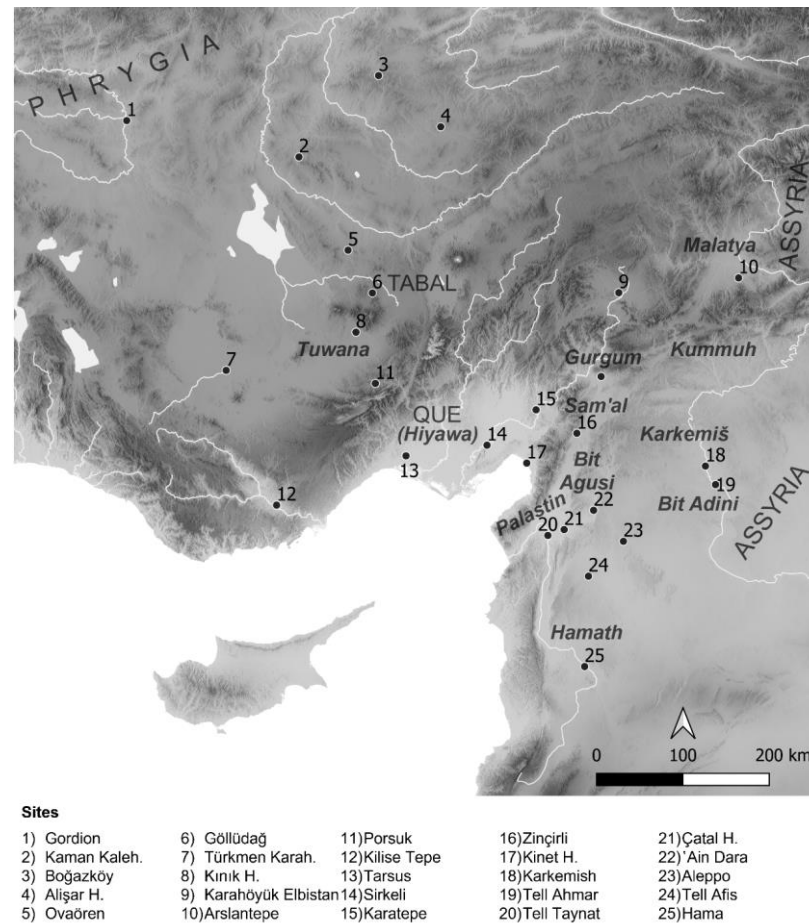 PHRYGIA
3
1
4
2
ASSYRIA
Malatya
5
10
6 TABAL
9
8
Tuwana
Kummuh
7
Gurgum
11
QUE
15
Sam'al
(Hiyawa)
14
16
Karkemiš
13
17
Bit
Agusi
18
19
Bit Adini
ASSYRIA
12
Palastin
22
20
21
23
24
Hamath
25
0 100 200 km
Sites
1) Gordion
2) Kaman Kaleh.
3) Boğazköy
4) Alişar H.
5) Ovaören
6) Göllüdağ
7) Türkmen Karah.
8) Kınık H.
9) Karahöyük Elbistan
10)Arslantepe
11)Porsuk
12)Kilise Tepe
13)Tarsus
14)Sirkeli
15)Karatepe
16)Zinçirli
17)Kinet H.
18)Karkemish
19)Tell Ahmar
20)Tell Taynat
21)Çatal H.
22)'Ain Dara
23)Aleppo
24)Tell Afis
25)Hama